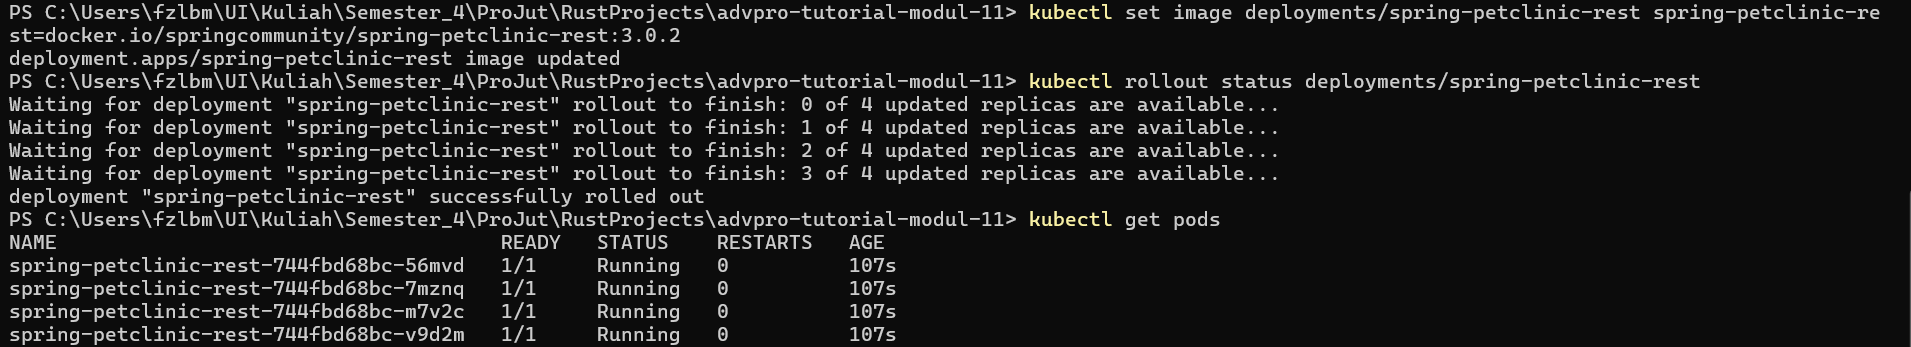 PS C:\Users\fzlbm\UI\Kuliah\Semester_4\ProJut\RustProjects\advpro-tutorial-modul-11> kubectl set image deployments/spring-petclinic-rest spring-petclinic-re
st=docker.io/springcommunity/spring-petclinic-rest:3.0.2
deployment.apps/spring-petclinic-rest image updated
PS C:\Users\fzlbm\UI\Kuliah\Semester_4\ProJut\RustProjects\advpro-tutorial-modul-11> kubectl rollout status deployments/spring-petclinic-rest
Waiting for deployment "spring-petclinic-rest" rollout to finish: 0 of 4 updated replicas are available...
Waiting for deployment "spring-petclinic-rest" rollout to finish: 1 of 4 updated replicas are available...
Waiting for deployment "spring-petclinic-rest" rollout to finish: 2 of 4 updated replicas are available...
Waiting for deployment "spring-petclinic-rest" rollout to finish: 3 of 4 updated replicas are available...
deployment "spring-petclinic-rest" successfully rolled out
PS C:\Users\fzlbm\UI\Kuliah\Semester_4\ProJut\RustProjects\advpro-tutorial-modul-11> kubectl get pods
NAME                                     READY   STATUS    RESTARTS   AGE
spring-petclinic-rest-744fbd68bc-56mvd   1/1     Running   0          107s
spring-petclinic-rest-744fbd68bc-7mznq   1/1     Running   0          107s
spring-petclinic-rest-744fbd68bc-m7v2c   1/1     Running   0          107s
spring-petclinic-rest-744fbd68bc-v9d2m   1/1     Running   0          107s